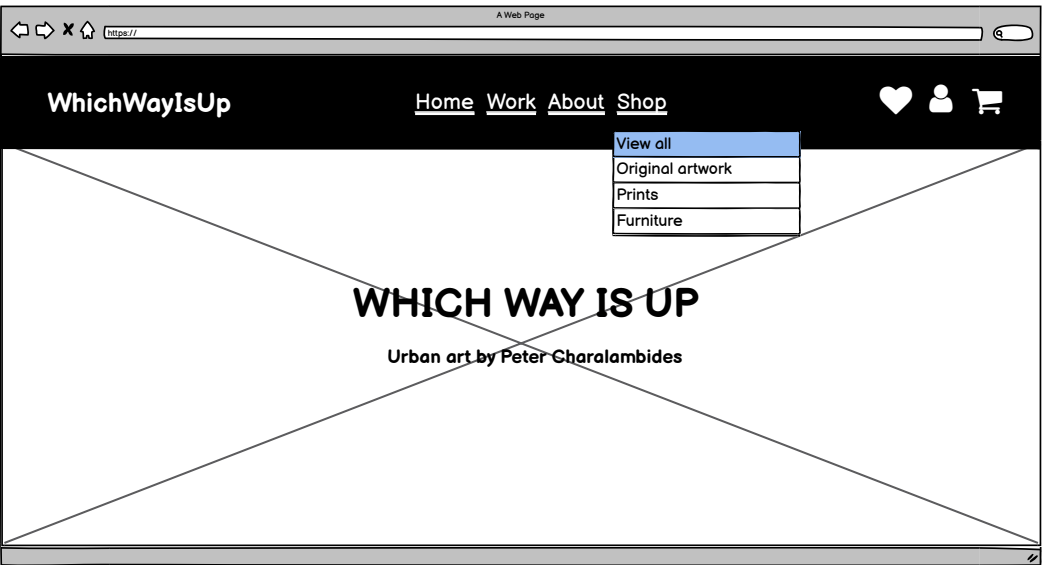 A Web Page
https://
WhichWayIsUp
Home Work About Shop
View all
Original artwork
Prints
Furniture
WHICH WAY IS UP
Urban art by Peter Charalambides